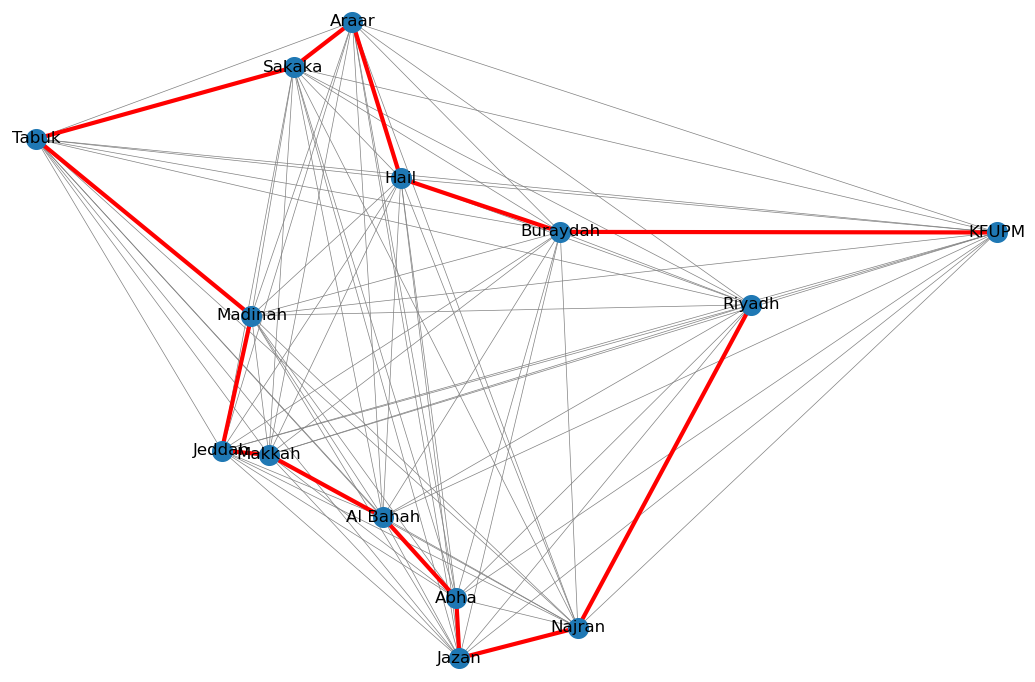 Araar
Sakaka
Tabuk
Hail
Buraydah
KFUPM
Riyadh
Madinah
Jeddah
Makkah
Al Bahah
Abha
Najran
Jazan